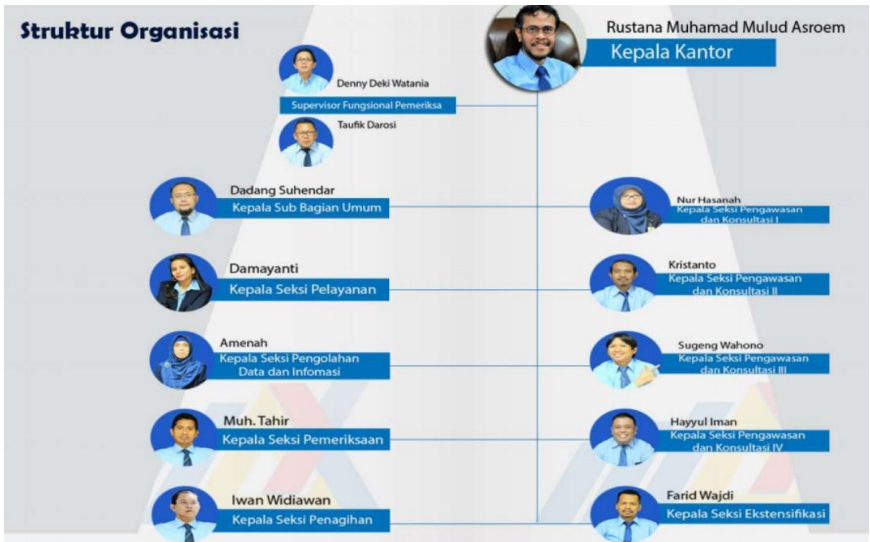 Struktur Organisasi
Rustana Muhamad Mulud Asroem
Kepala Kantor
Denny Deki Watania
Supervisor Fungsional Pemeriksa
Taufik Darosi
Dadang Suhendar
Kepala Sub Bagian Umum
Nur Hasanah
Kepala Seksi Pengawasan
dan Konsultasi I
Damayanti
Kepala Seksi Pelayanan
Kristanto
Kepala Seksi Pengawasan
dan Konsultasi II
Amenah
Kepala Seksi Pengolahan
Data dan Infomasi
Sugeng Wahono
Kepala Seksi Pengawasan
dan Konsultasi III
Muh. Tahir
Kepala Seksi Pemeriksaan
Hayyul Iman
Kepala Seksi Pengawasan
dan Konsultasi IV
Iwan Widiawan
Kepala Seksi Penagihan
Farid Wajdi
Kepala Seksi Ekstensifikasi